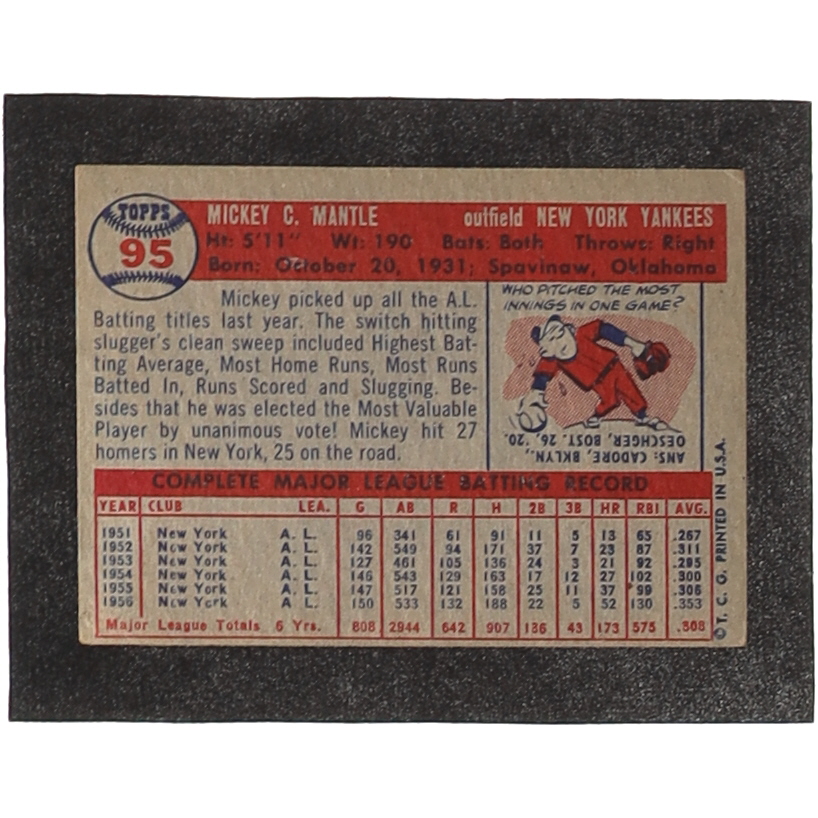 TOPPS
95
MICKEY C. MANTLE outfield NEW YORK YANKEES
Ht: 5'11" Wt: 190 Bats: Both Throws: Right
Born: October 20, 1931; Spavinaw, Oklahoma
Mickey picked up all the A.L.
Batting titles last year. The switch hitting
slugger's clean sweep included Highest Bat-
ting Average, Most Home Runs, Most Runs
Batted In, Runs Scored and Slugging. Be-
sides that he was elected the Most Valuable
Player by unanimous vote! Mickey hit 27
homers in New York, 25 on the road.
WHO PITCHED THE MOST
INNINGS IN ONE GAME?
ANS: CADORE, BKLYN.,
OESCHGER, BOST. 26, '20.
COMPLETE MAJOR LEAGUE BATTING RECORD
YEAR CLUB LEA. G AB R H 2B 3B HR RBI AVG.
1951 New York A. L. 96 341 61 91 11 5 13 65 .267
1952 New York A. L. 142 549 94 171 37 7 23 87 .311
1953 New York A. L. 127 461 105 136 24 3 21 92 .295
1954 New York A. L. 146 543 129 163 17 12 27 102 .300
1955 New York A. L. 147 517 121 158 25 11 37 99 .306
1956 New York A. L. 150 533 132 188 22 5 52 130 .353
Major League Totals 6 Yrs. 808 2944 642 907 136 43 173 575 .308
© T. C. G. PRINTED IN U.S.A.